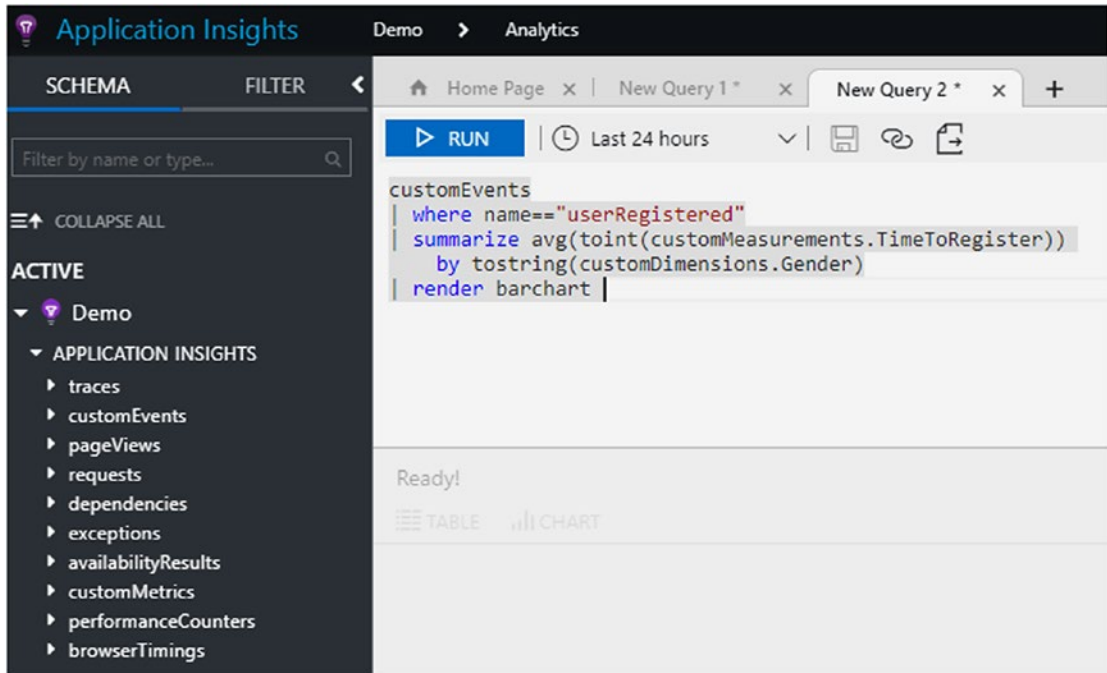 Application Insights
Demo > Analytics
SCHEMA FILTER
Home Page × | New Query 1 * × New Query 2 * × +
RUN Last 24 hours
Filter by name or type...
COLLAPSE ALL
ACTIVE
Demo
APPLICATION INSIGHTS
traces
customEvents
pageViews
requests
dependencies
exceptions
availabilityResults
customMetrics
performanceCounters
browserTimings
customEvents
| where name=="userRegistered"
| summarize avg(toint(customMeasurements.TimeToRegister))
by tostring(customDimensions.Gender)
| render barchart
Ready!
TABLE CHART